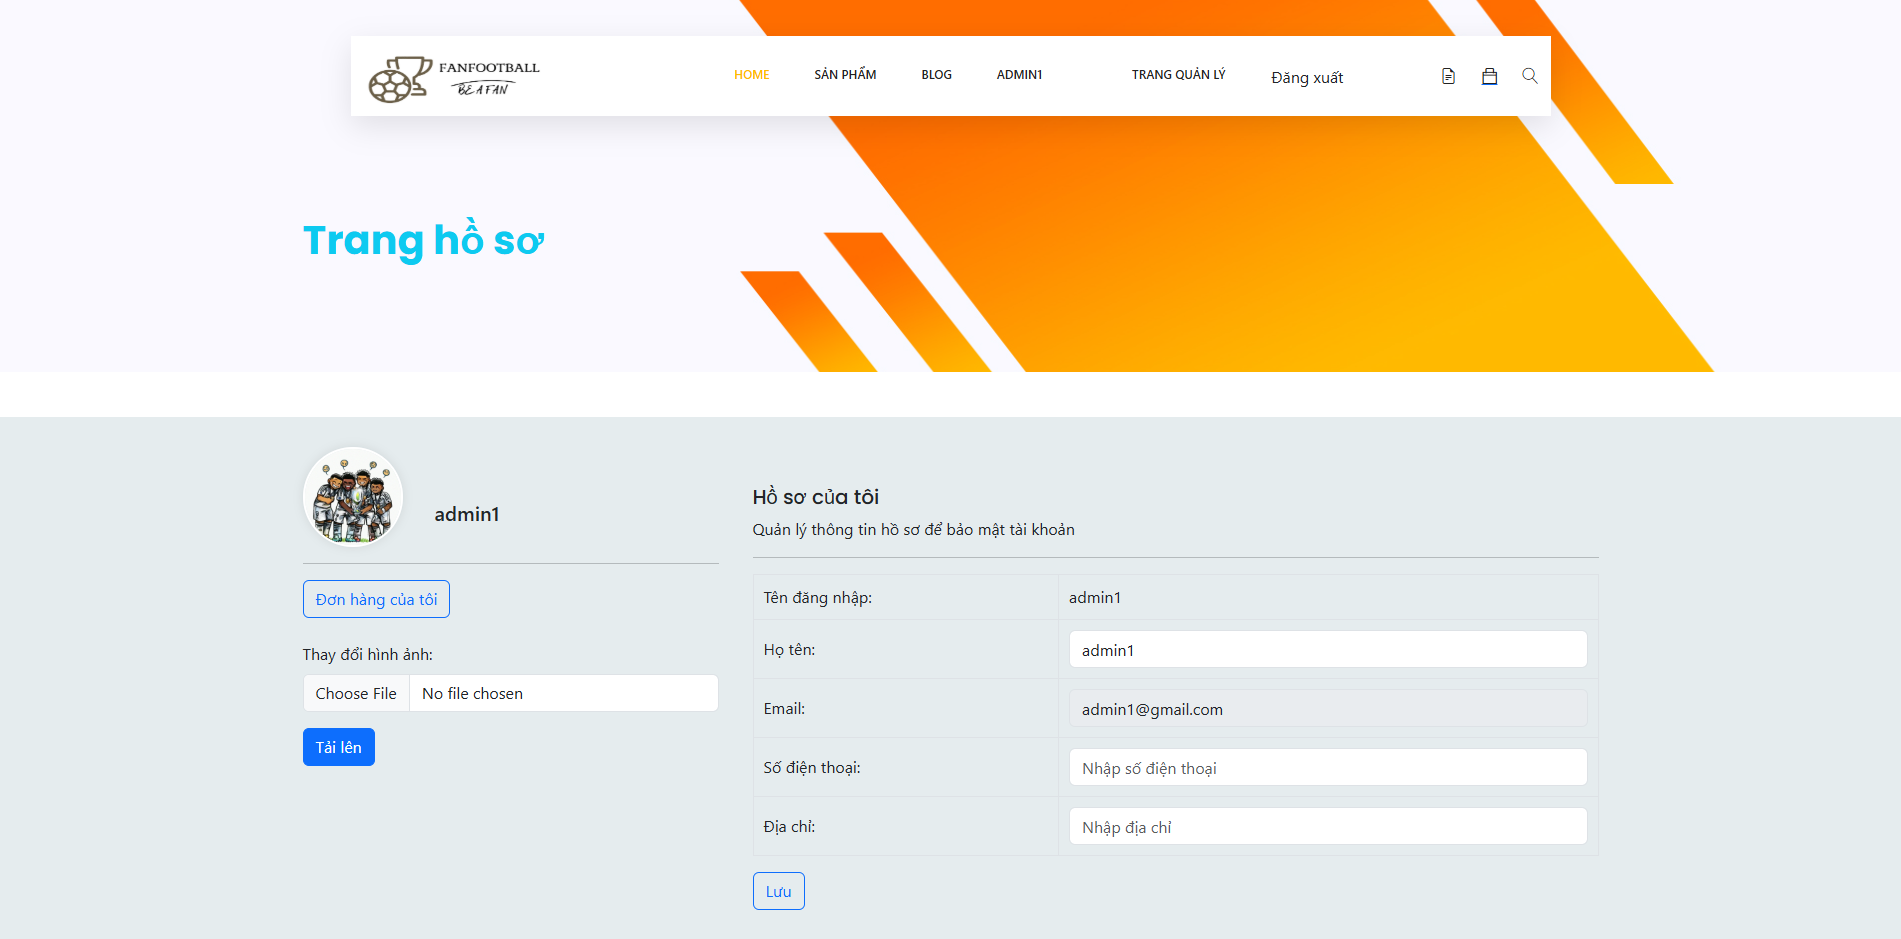 FANFOOTBALL
BE A FAN
HOME
SẢN PHẨM
BLOG
ADMIN1
TRANG QUẢN LÝ
Đăng xuất
Trang hồ sơ
admin1
Đơn hàng của tôi
Thay đổi hình ảnh:
Choose File
No file chosen
Tải lên
Hồ sơ của tôi
Quản lý thông tin hồ sơ để bảo mật tài khoản
Tên đăng nhập:
admin1
Họ tên:
admin1
Email:
admin1@gmail.com
Số điện thoại:
Nhập số điện thoại
Địa chỉ:
Nhập địa chỉ
Lưu